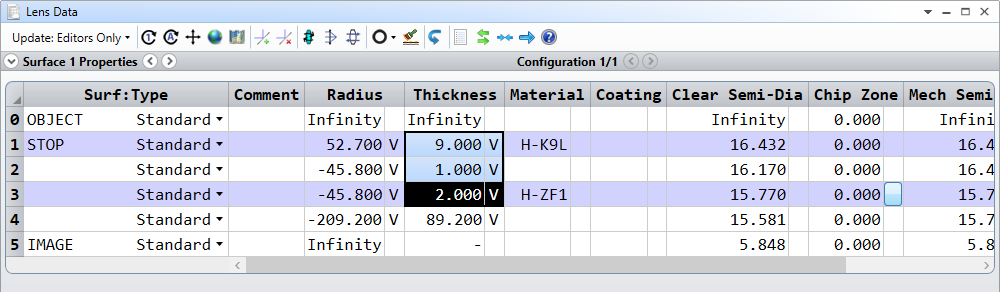 Lens Data
Update: Editors Only
Surface 1 Properties Configuration 1/1
Surf:Type Comment Radius Thickness Material Coating Clear Semi-Dia Chip Zone Mech Semi
0 OBJECT Standard Infinity Infinity Infinity 0.000 Infini
1 STOP Standard 52.700 V 9.000 V H-K9L 16.432 0.000 16.4
2 Standard -45.800 V 1.000 V 16.170 0.000 16.4
3 Standard -45.800 V 2.000 V H-ZF1 15.770 0.000 15.7
4 Standard -209.200 V 89.200 V 15.581 0.000 15.7
5 IMAGE Standard Infinity - 5.848 0.000 5.8